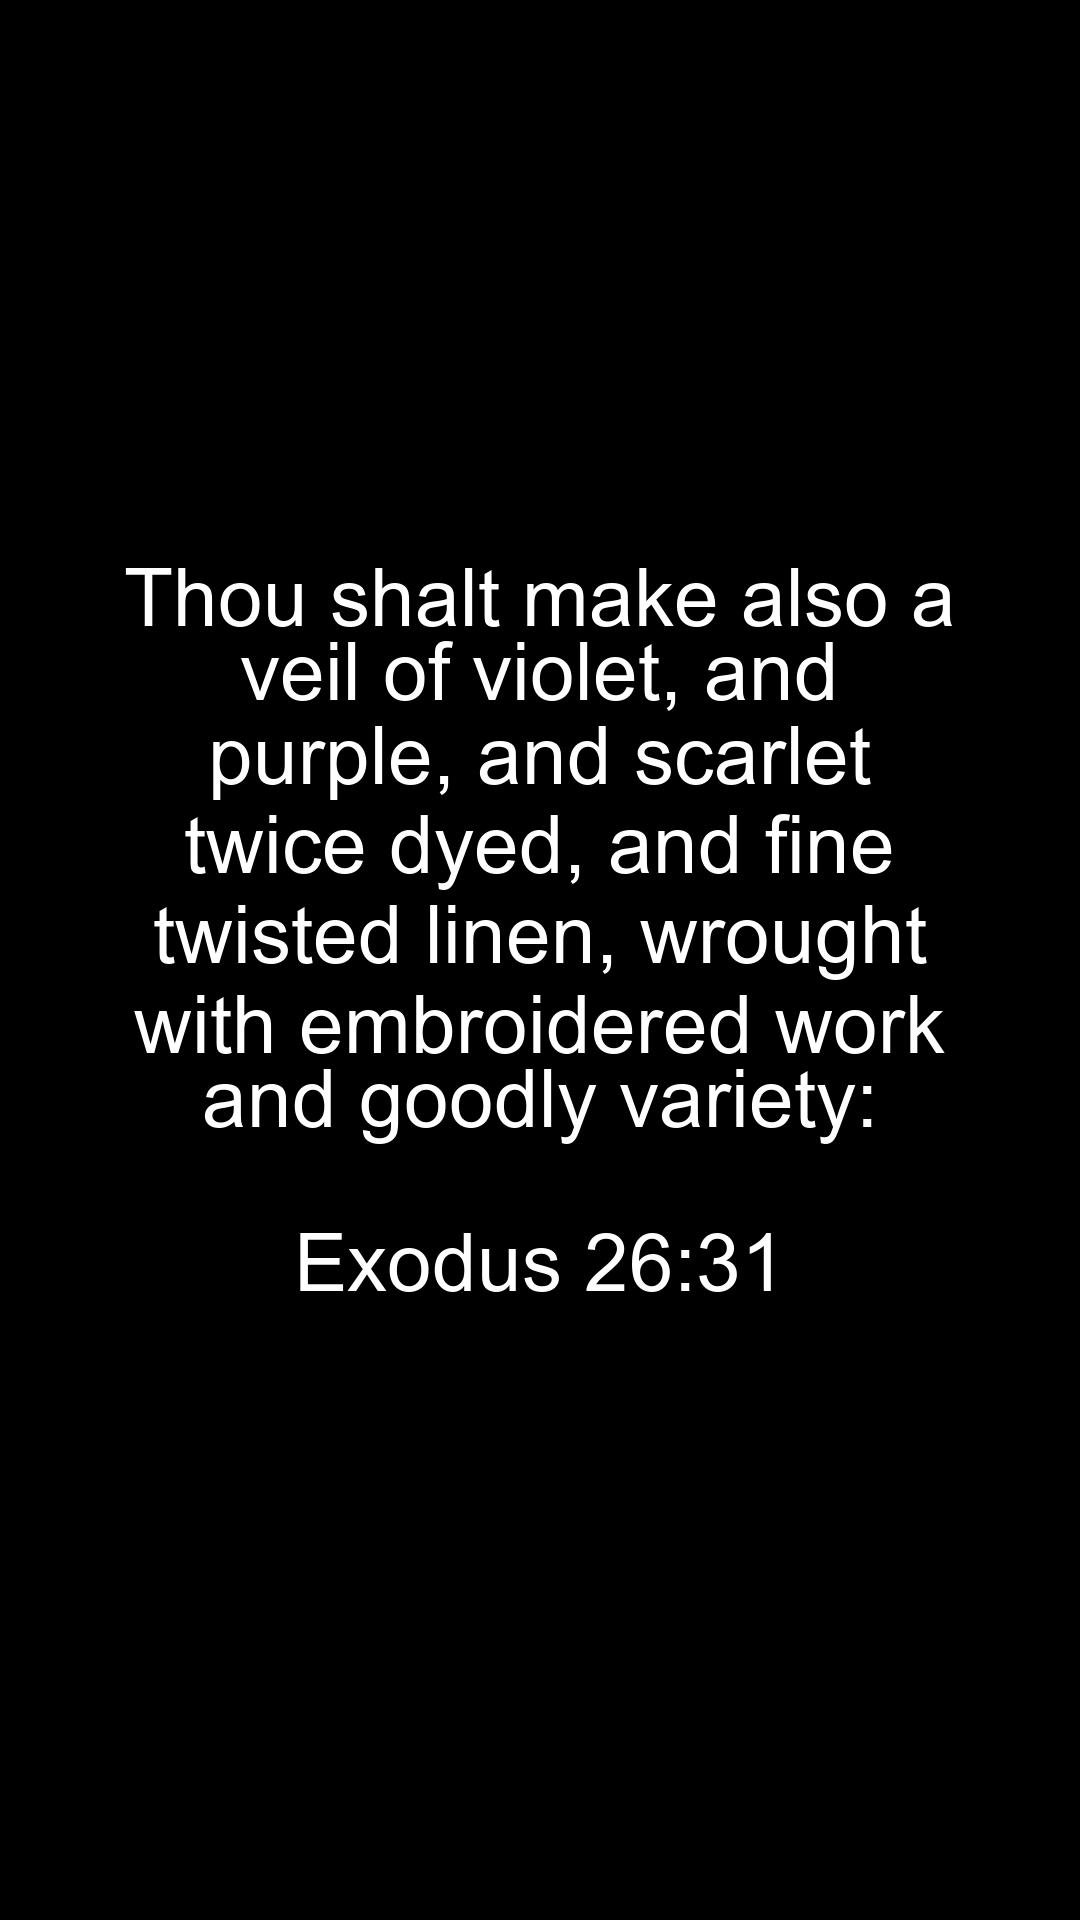 Thou shalt make also a
veil of violet, and
purple, and scarlet
twice dyed, and fine
twisted linen, wrought
with embroidered work
and goodly variety:
Exodus 26:31